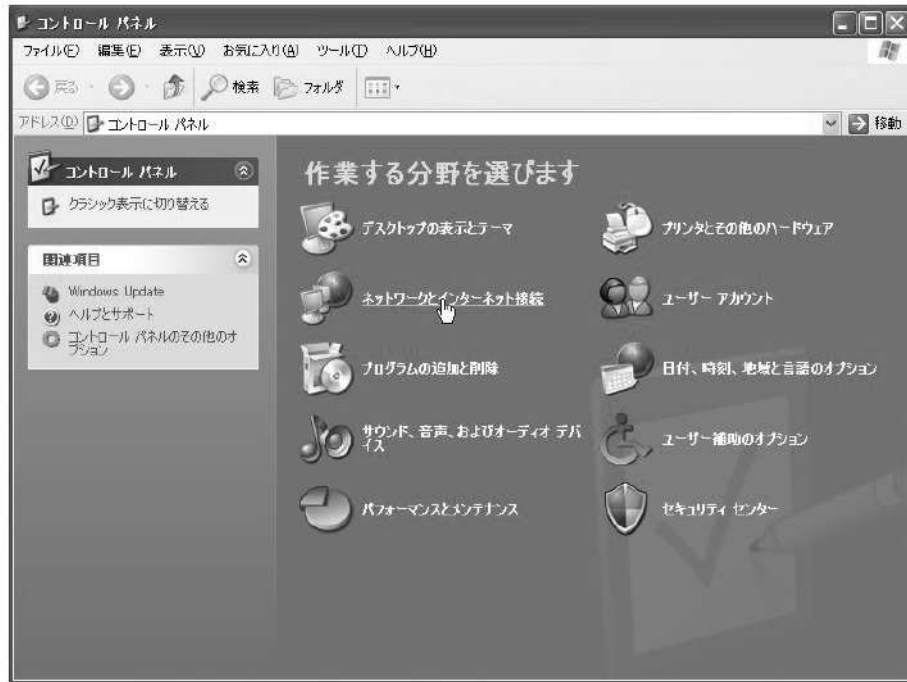 コントロール パネル
ファイル(F) 編集(E) 表示(V) お気に入り(A) ツール(T) ヘルプ(H)
戻る 検索 フォルダ
アドレス(D) コントロール パネル 移動
コントロール パネル
クラシック表示に切り替える
関連項目
Windows Update
ヘルプとサポート
コントロール パネルのその他のオ
プション
作業する分野を選びます
デスクトップの表示とテーマ
プリンタとその他のハードウェア
ネットワークとインターネット接続
ユーザー アカウント
プログラムの追加と削除
日付、時刻、地域と言語のオプション
サウンド、音声、およびオーディオ デバ
イス
ユーザー補助のオプション
パフォーマンスとメンテナンス
セキュリティ センター